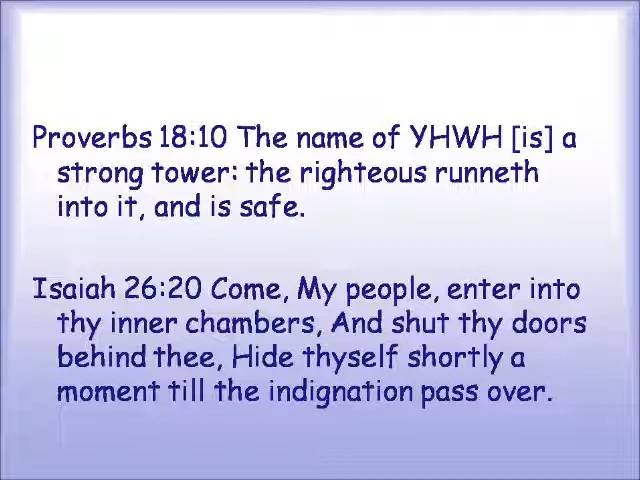 Proverbs 18:10 The name of YHWH [is] a
strong tower: the righteous runneth
into it, and is safe.
Isaiah 26:20 Come, My people, enter into
thy inner chambers, And shut thy doors
behind thee, Hide thyself shortly a
moment till the indignation pass over.